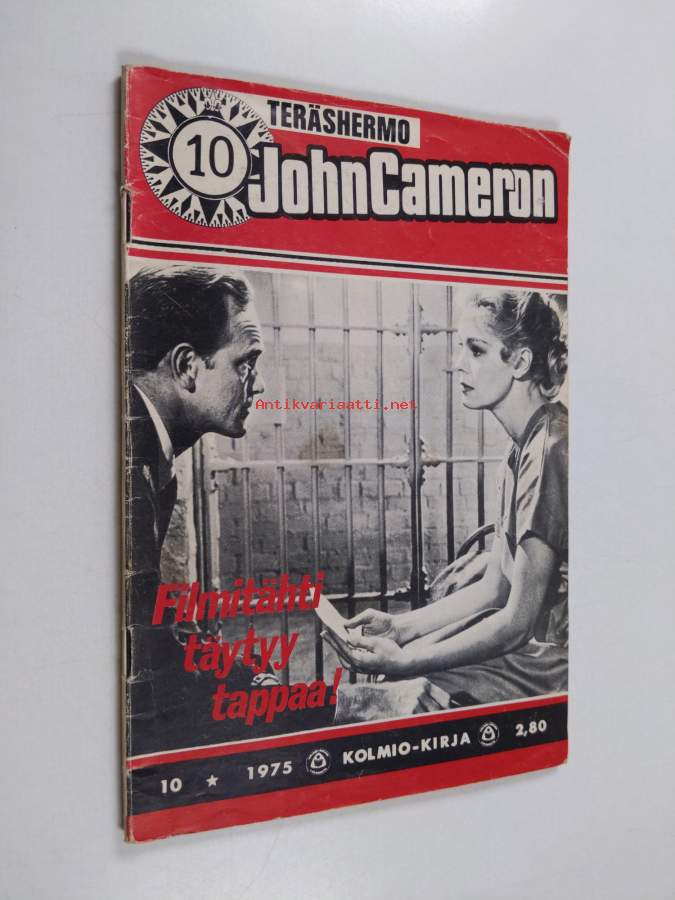 TERÄSHERMO
10
JohnCameron
Antikvariaatti.net
Filmitähti
täytyy
tappaa!
10 ★ 1975 KOLMIO-KIRJA 2,80